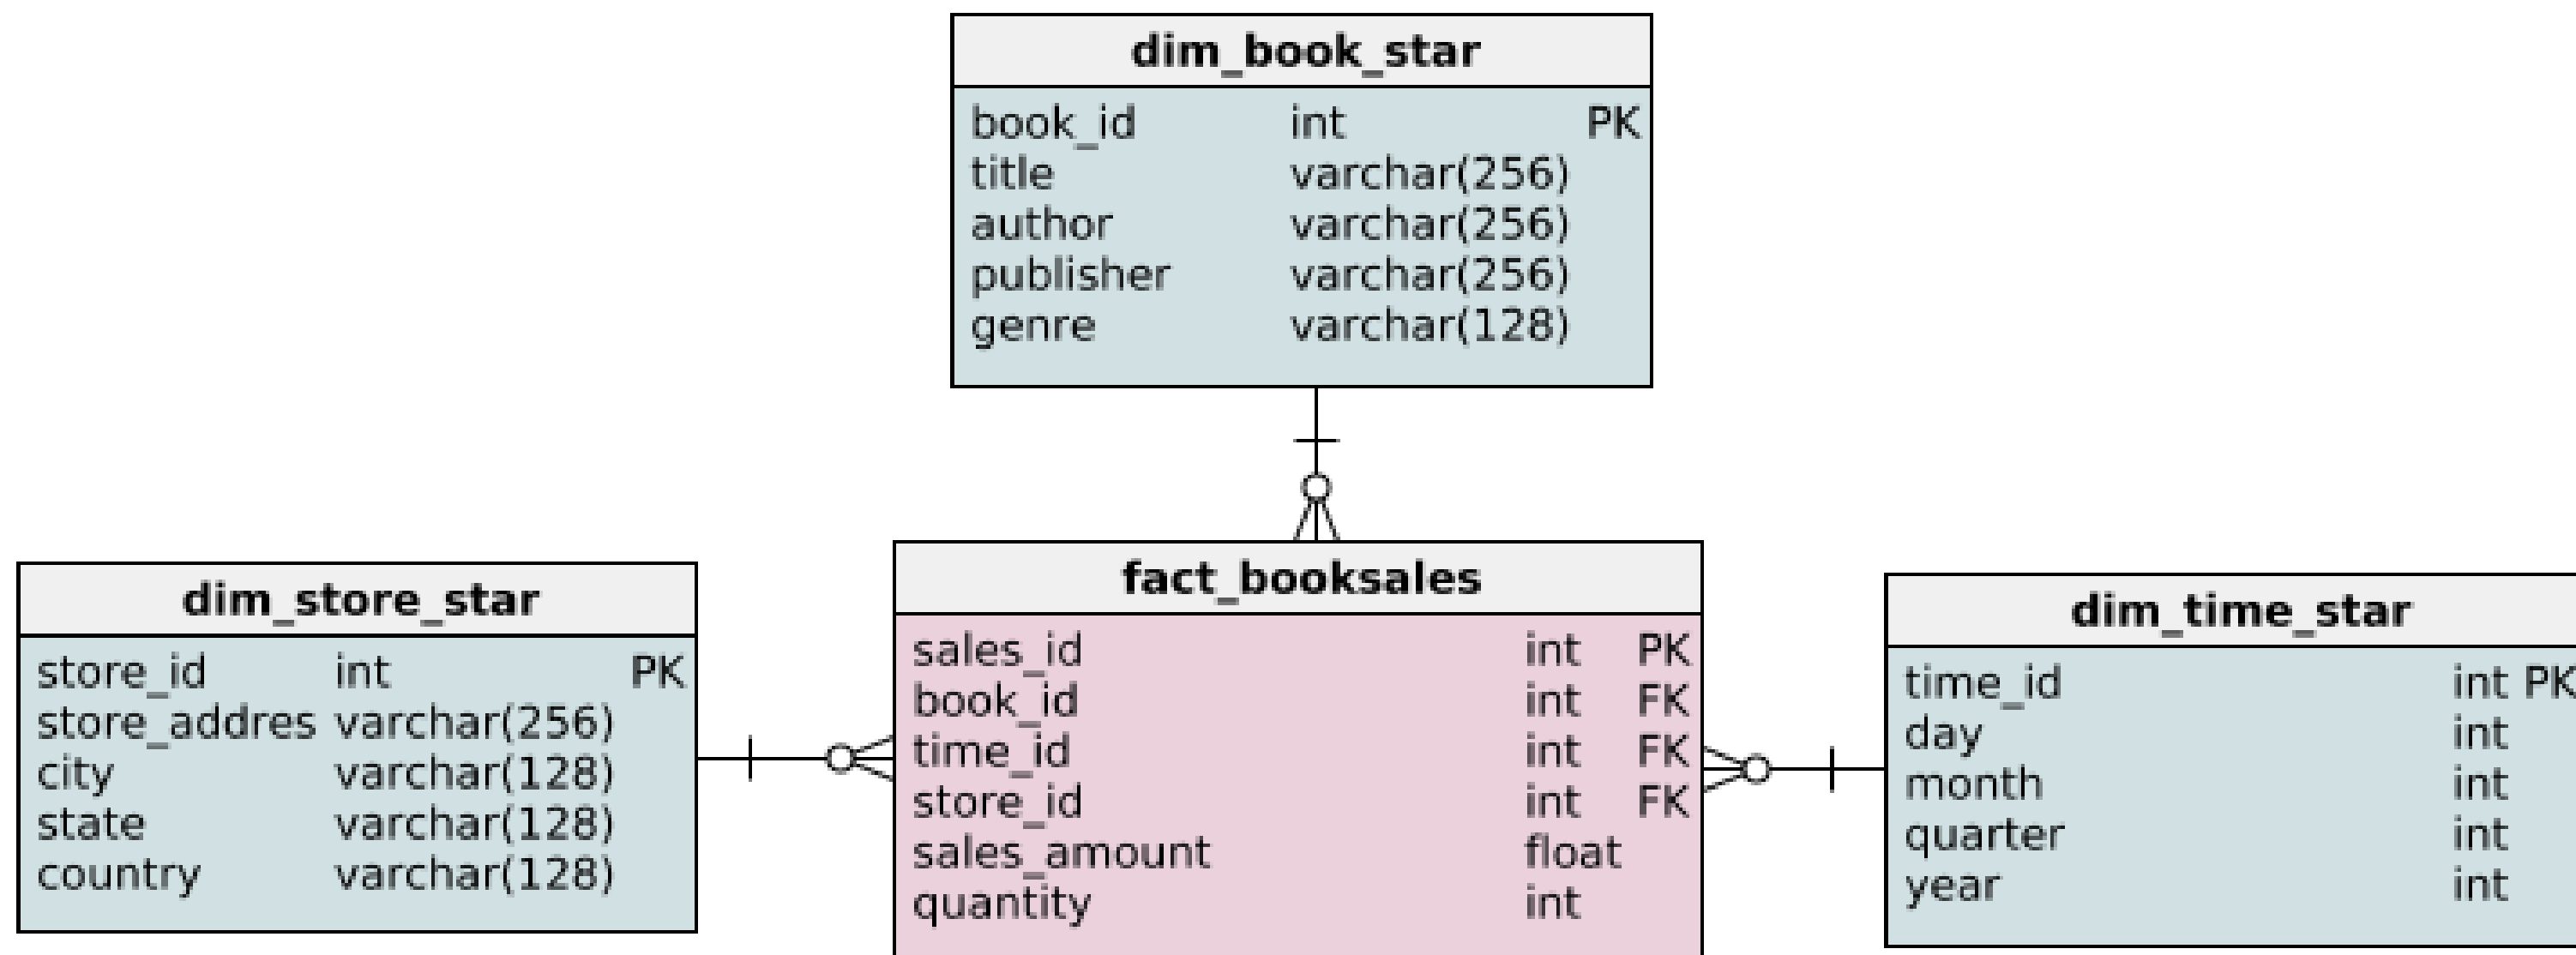 dim_book_star
book_id int PK
title varchar(256)
author varchar(256)
publisher varchar(256)
genre varchar(128)
dim_store_star
store_id int PK
store_addres varchar(256)
city varchar(128)
state varchar(128)
country varchar(128)
fact_booksales
sales_id int PK
book_id int FK
time_id int FK
store_id int FK
sales_amount float
quantity int
dim_time_star
time_id int PK
day int
month int
quarter int
year int